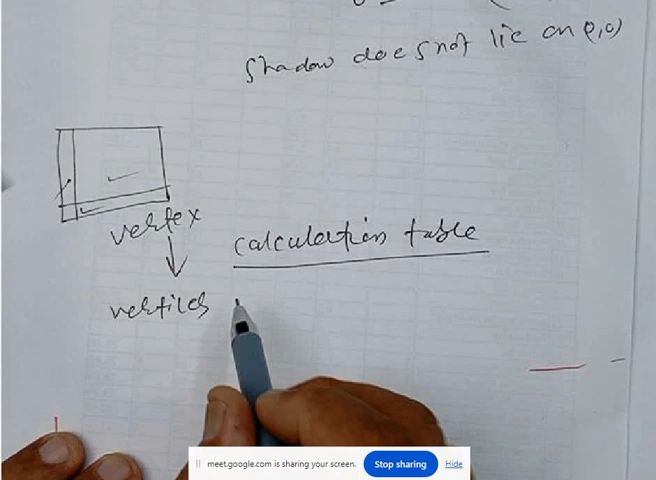 Shadow does not lie on (0,0)
vertex
calculation table
vertices
meet.google.com is sharing your screen.
Stop sharing
Hide